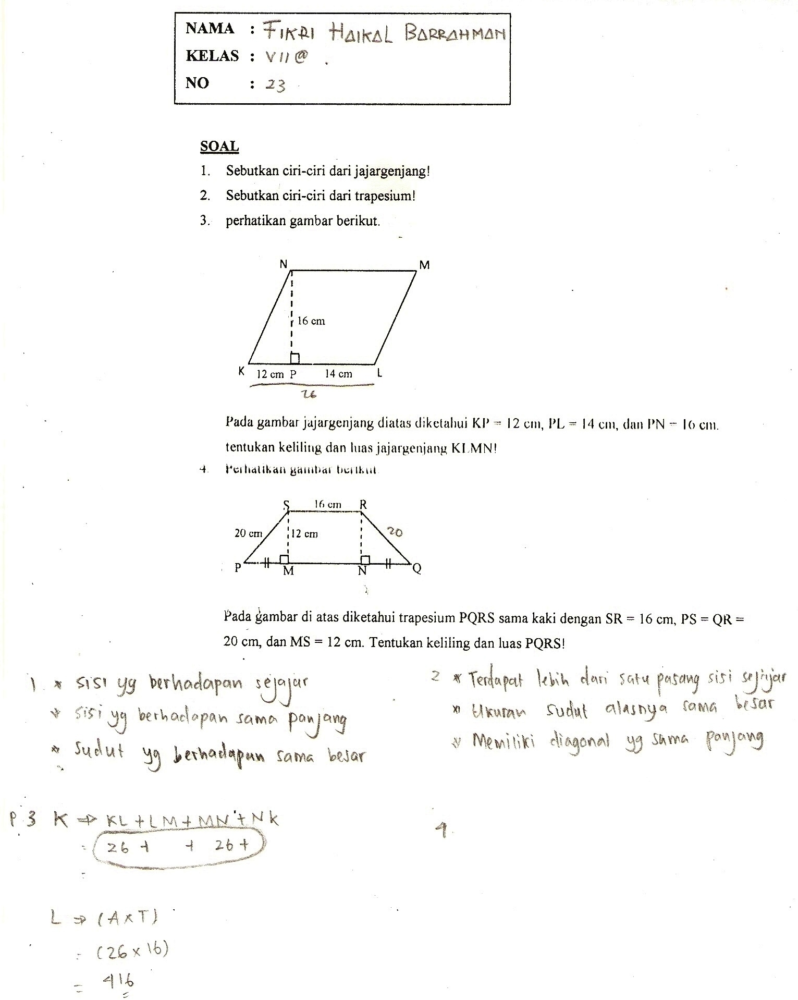 NAMA : FIKRI HAIKAL BARRAHMAN
KELAS : VII @ .
NO : 23
SOAL
1. Sebutkan ciri-ciri dari jajargenjang!
2. Sebutkan ciri-ciri dari trapesium!
3. perhatikan gambar berikut.
N M
16 cm
K 12 cm P 14 cm L
26
Pada gambar jajargenjang diatas diketahui KP = 12 cm, PL = 14 cm, dan PN = 16 cm.
tentukan keliling dan luas jajargenjang KLMN!
4. Perhatikan gambar berikut
S 16 cm R
20 cm 12 cm 20
P M N Q
Pada gambar di atas diketahui trapesium PQRS sama kaki dengan SR = 16 cm, PS = QR =
20 cm, dan MS = 12 cm. Tentukan keliling dan luas PQRS!
1. * sisi yg berhadapan sejajar
* sisi yg berhadapan sama panjang
* Sudut yg berhadapan sama besar
2 * Terdapat lebih dari satu pasang sisi sejajar
* Ukuran sudut alasnya sama besar
* Memiliki diagonal yg sama panjang
P.3 K ⇒ KL + LM + MN + NK
= 26 + + 26 +
=
L ⇒ (A x T)
= (26 x 16)
= 416
4.